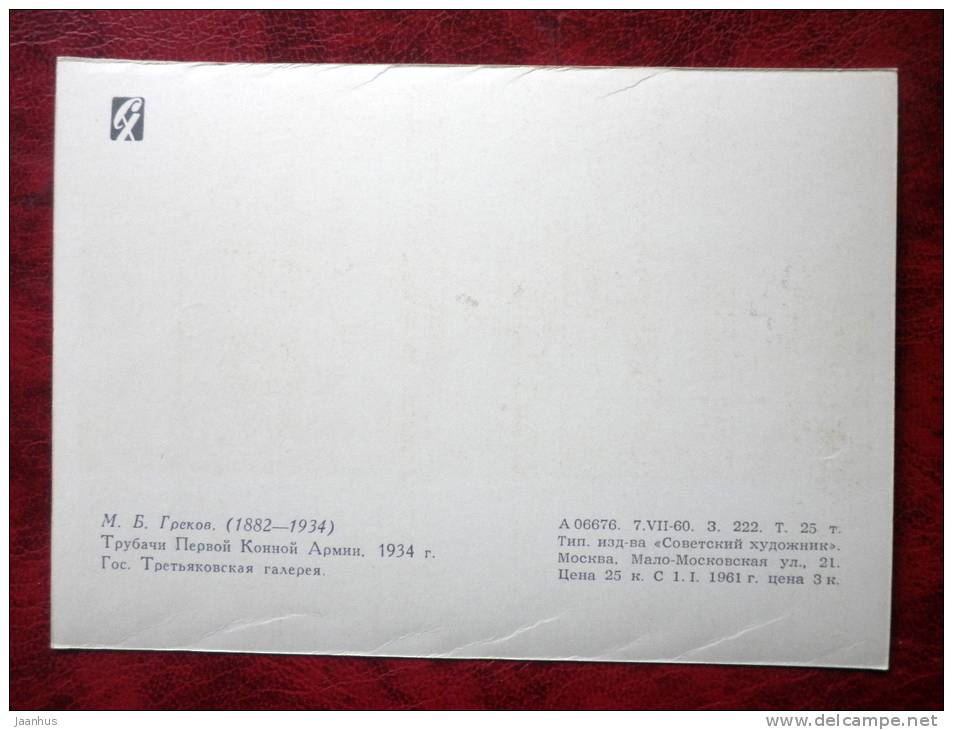 СХ
М. Б. Греков. (1882—1934)
Трубачи Первой Конной Армии. 1934 г.
Гос. Третьяковская галерея.
А 06676. 7.VII-60. З. 222. Т. 25 т.
Тип. изд-ва «Советский художник».
Москва, Мало-Московская ул., 21.
Цена 25 к. С 1. I. 1961 г. цена 3 к.
jaanhus
www.delcampe.net